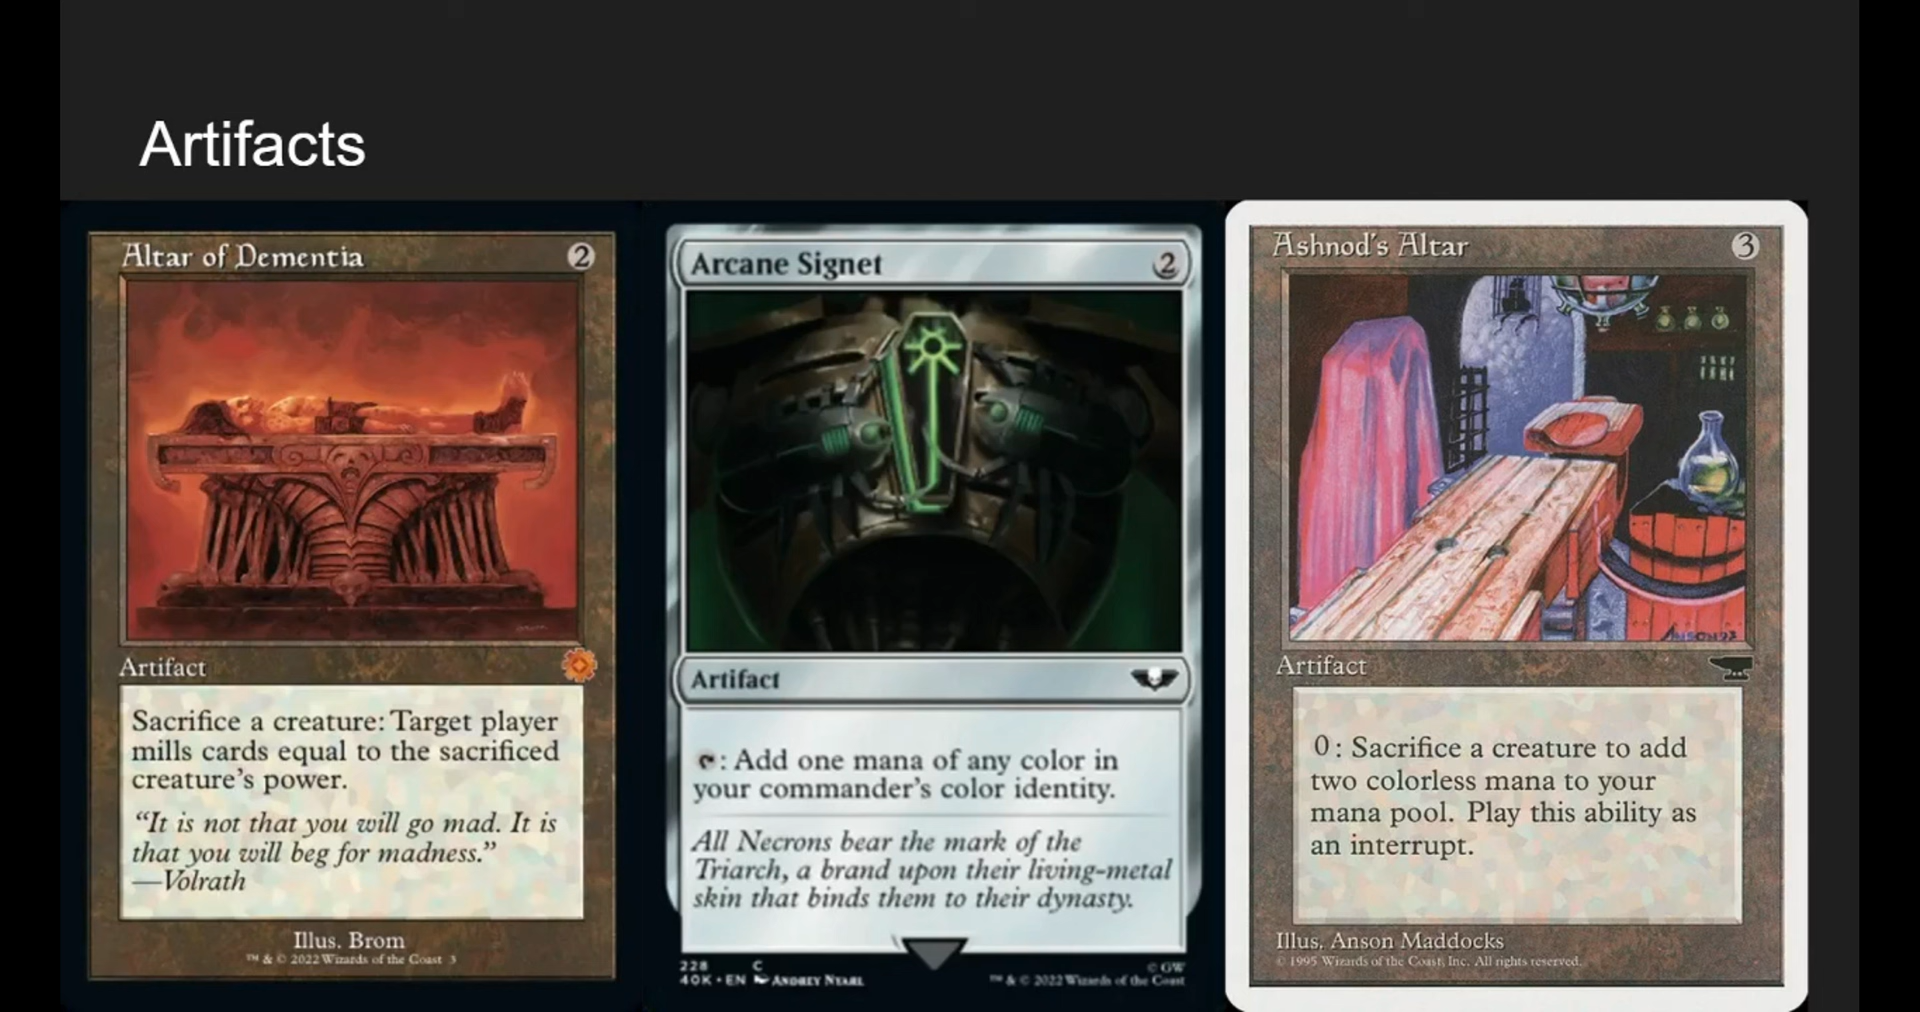 Artifacts
Altar of Dementia 2
Artifact
Sacrifice a creature: Target player
mills cards equal to the sacrificed
creature's power.
"It is not that you will go mad. It is
that you will beg for madness."
—Volrath
Illus. Brom
™ & © 2022 Wizards of the Coast 3
Arcane Signet 2
Artifact
: Add one mana of any color in
your commander's color identity.
All Necrons bear the mark of the
Triarch, a brand upon their living-metal
skin that binds them to their dynasty.
228 C
40K • EN Andrey Nyarl
© GW
™ & © 2022 Wizards of the Coast
Ashnod's Altar 3
ANSON93
Artifact
0: Sacrifice a creature to add
two colorless mana to your
mana pool. Play this ability as
an interrupt.
Illus. Anson Maddocks
© 1995 Wizards of the Coast, Inc. All rights reserved.